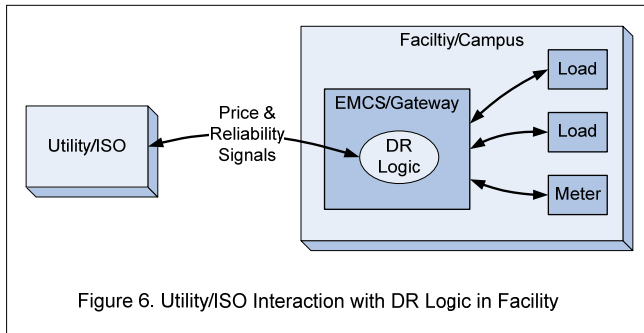 Faciltiy/Campus
Load
EMCS/Gateway
Price &
Reliability
Signals
Utility/ISO
DR
Logic
Load
Meter
Figure 6. Utility/ISO Interaction with DR Logic in Facility